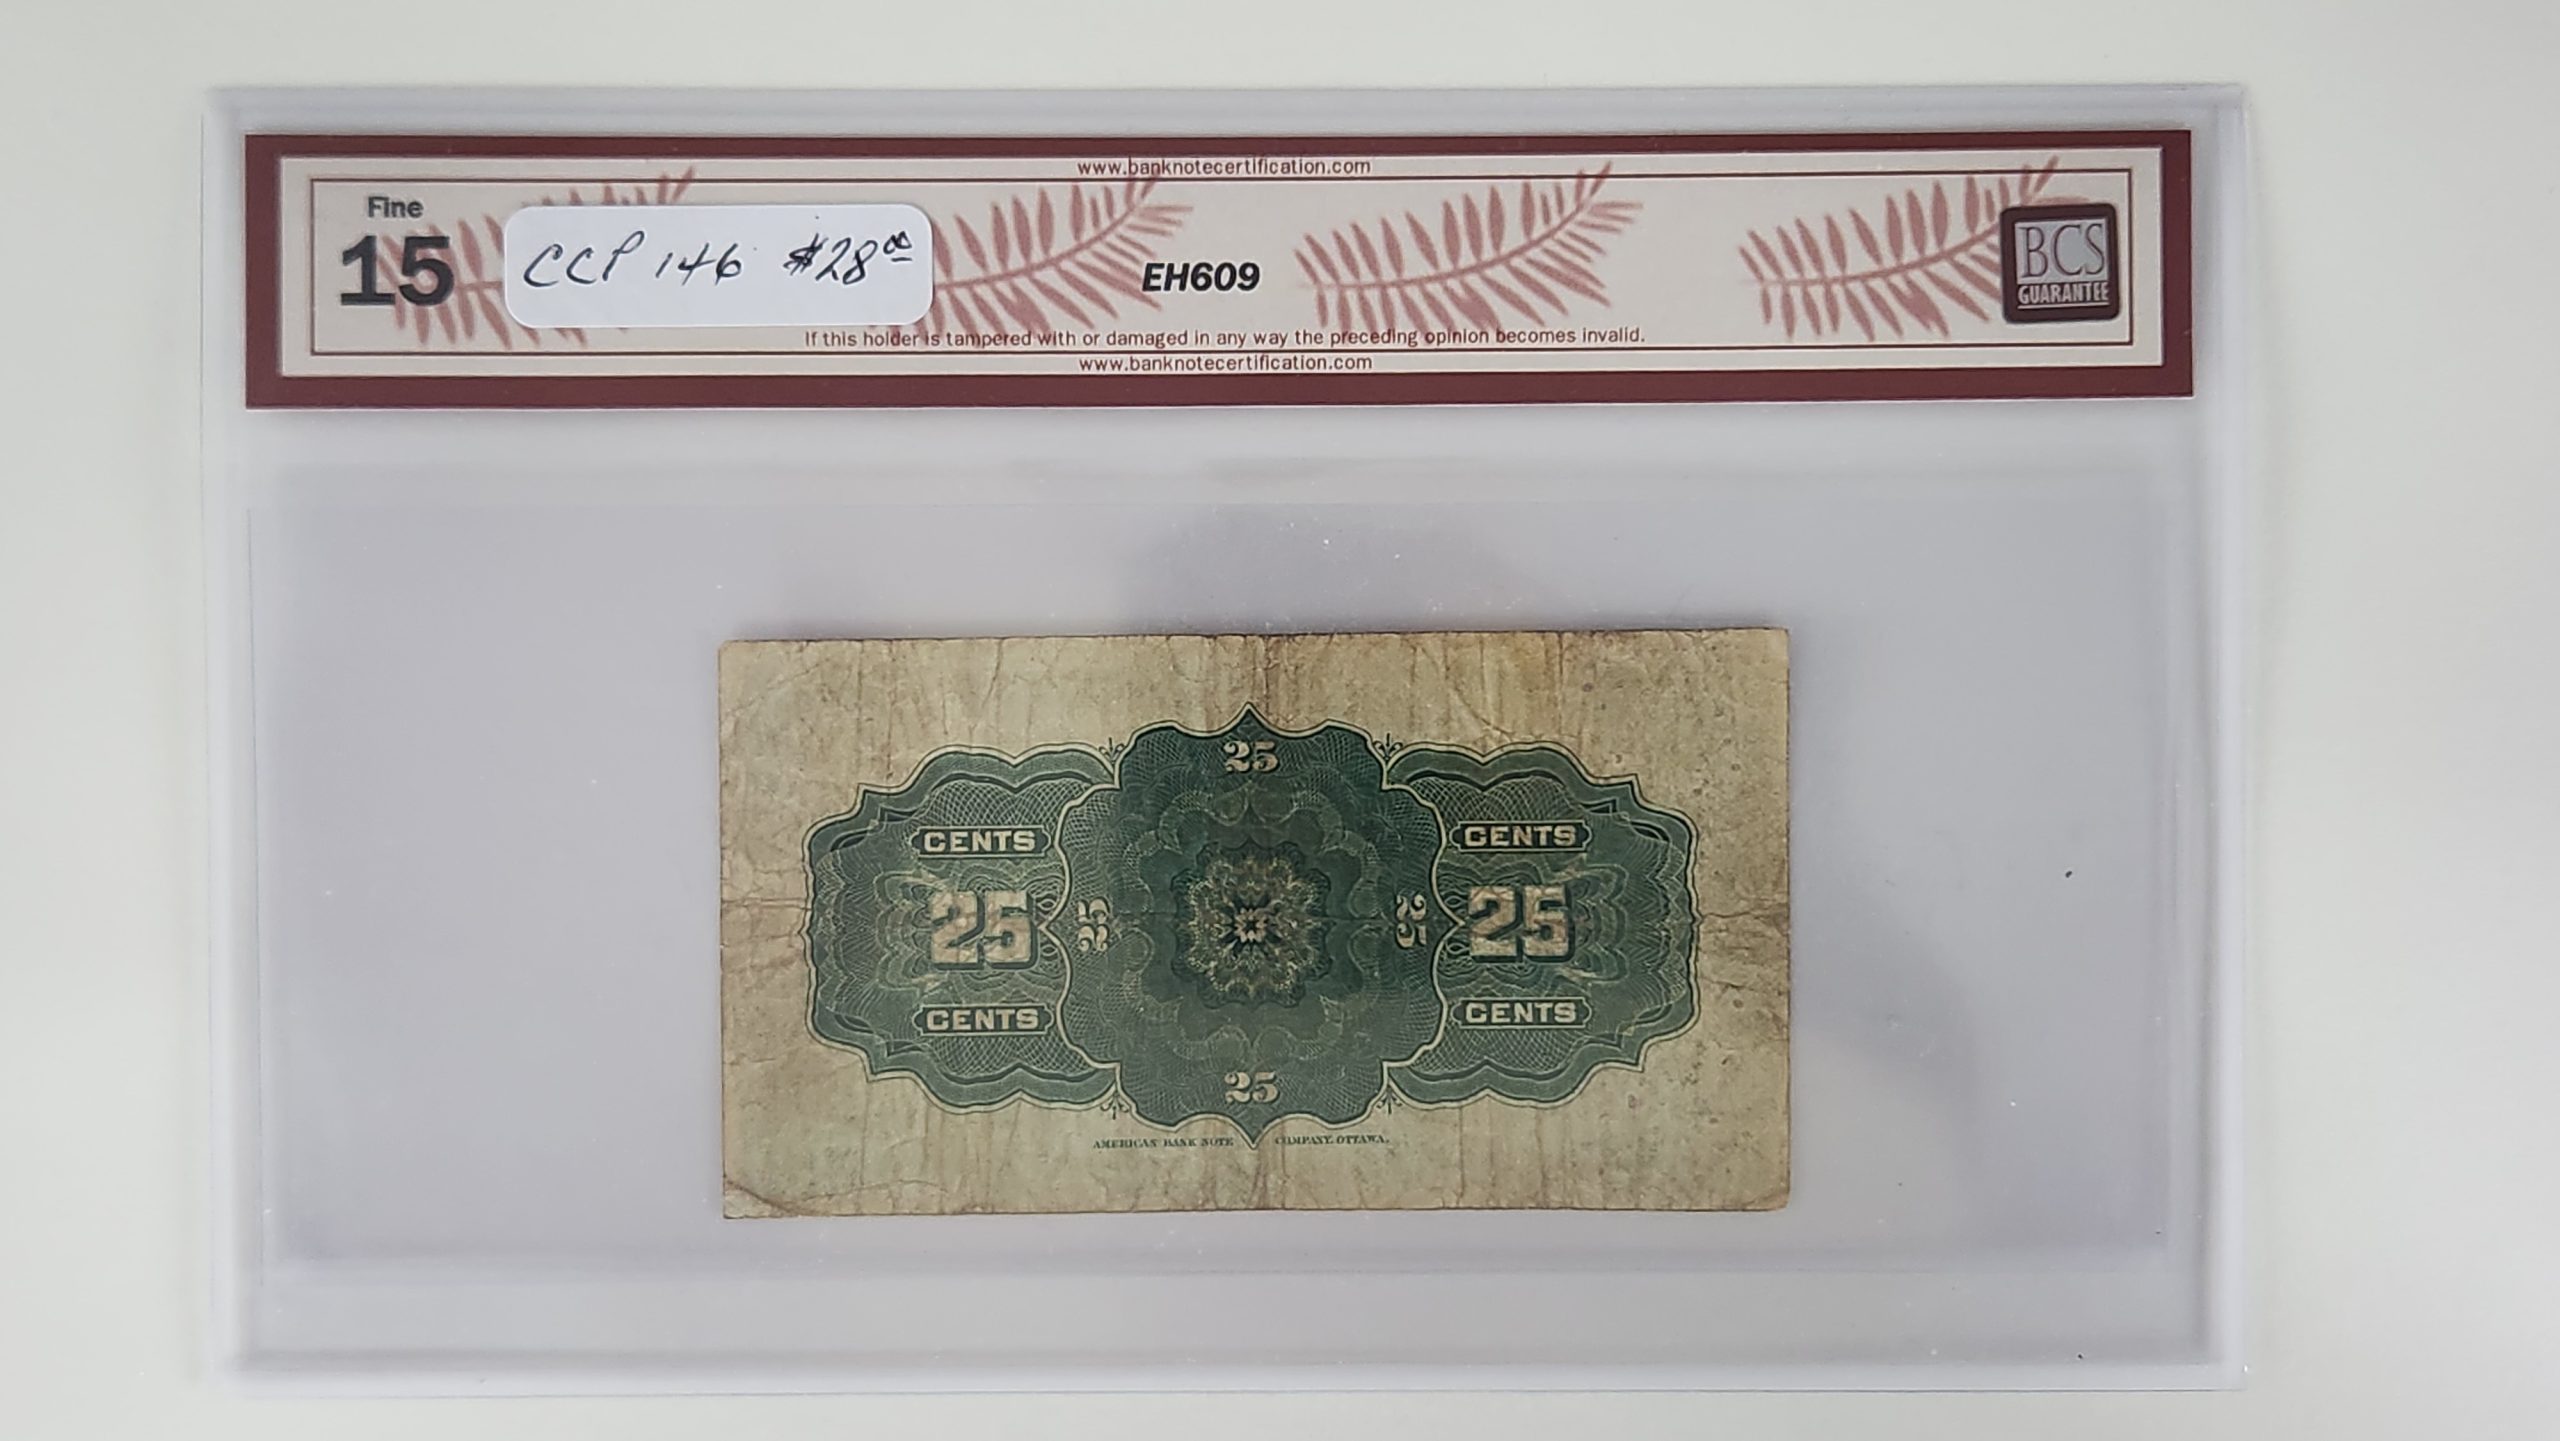 www.banknotecertification.com
Fine
15
CCP 146 $28.00
EH609
BCS
GUARANTEE
If this holder is tampered with or damaged in any way the preceding opinion becomes invalid.
www.banknotecertification.com
25
CENTS CENTS
25 25 25 25
CENTS CENTS
25
AMERICAN BANK NOTE COMPANY. OTTAWA.